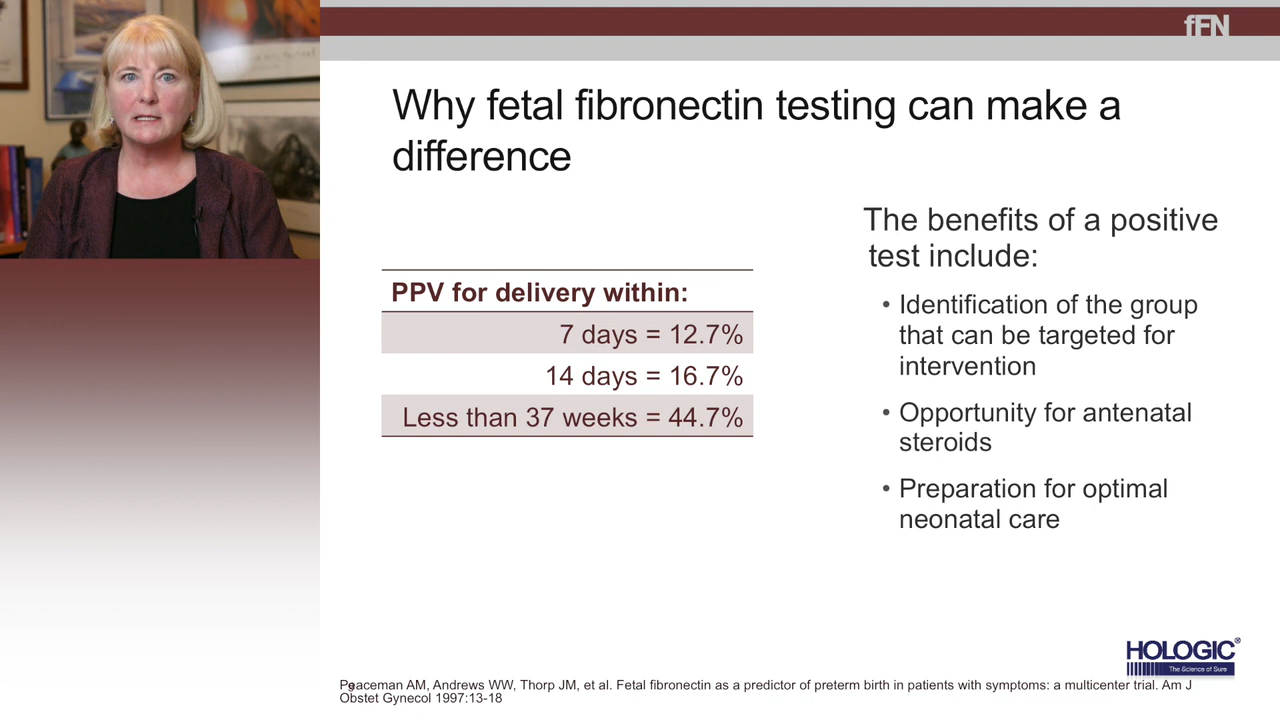 fFN
Why fetal fibronectin testing can make a
difference
PPV for delivery within:
7 days = 12.7%
14 days = 16.7%
Less than 37 weeks = 44.7%
The benefits of a positive
test include:
• Identification of the group
that can be targeted for
intervention
• Opportunity for antenatal
steroids
• Preparation for optimal
neonatal care
HOLOGIC®
The Science of Sure
Peaceman AM, Andrews WW, Thorp JM, et al. Fetal fibronectin as a predictor of preterm birth in patients with symptoms: a multicenter trial. Am J
Obstet Gynecol 1997:13-18